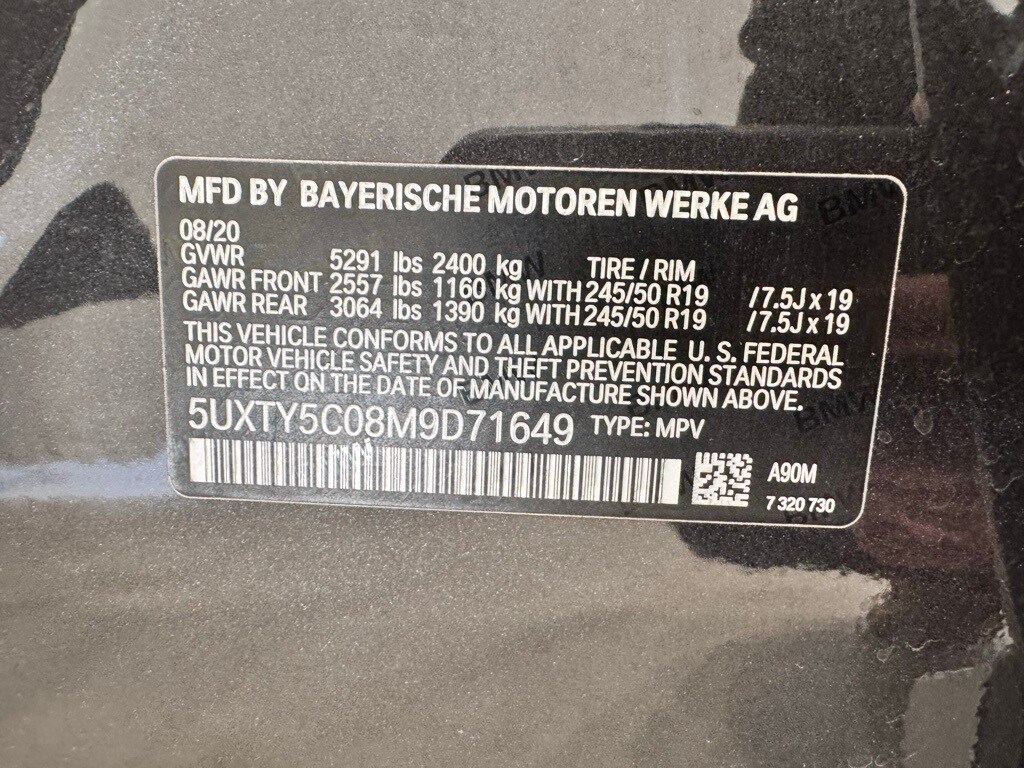 MFD BY BAYERISCHE MOTOREN WERKE AG
08/20
GVWR 5291 lbs 2400 kg TIRE / RIM
GAWR FRONT 2557 lbs 1160 kg WITH 245/50 R19 / 7.5J x 19
GAWR REAR 3064 lbs 1390 kg WITH 245/50 R19 / 7.5J x 19
THIS VEHICLE CONFORMS TO ALL APPLICABLE U. S. FEDERAL
MOTOR VEHICLE SAFETY AND THEFT PREVENTION STANDARDS
IN EFFECT ON THE DATE OF MANUFACTURE SHOWN ABOVE.
5UXTY5C08M9D71649 TYPE: MPV
A90M
7 320 730